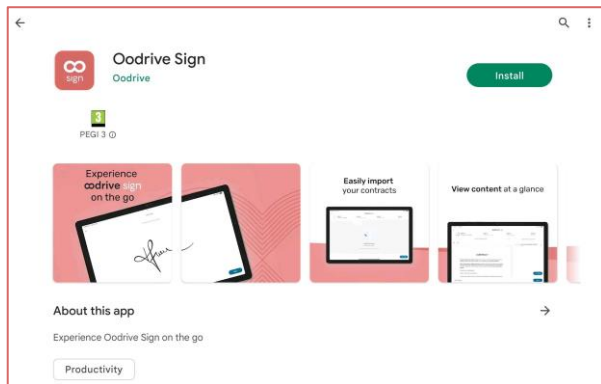 sign
Oodrive Sign
Oodrive
Install
3
PEGI 3
Experience
oodrive sign
on the go
Easily import
your contracts
View content at a glance
About this app
Experience Oodrive Sign on the go
Productivity